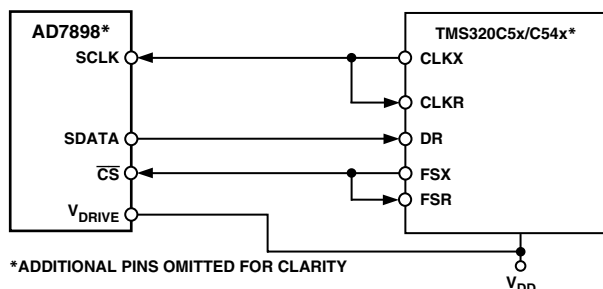 AD7898*
TMS320C5x/C54x*
SCLK
CLKX
CLKR
SDATA
DR
CS
FSX
FSR
VDRIVE
*ADDITIONAL PINS OMITTED FOR CLARITY
VDD